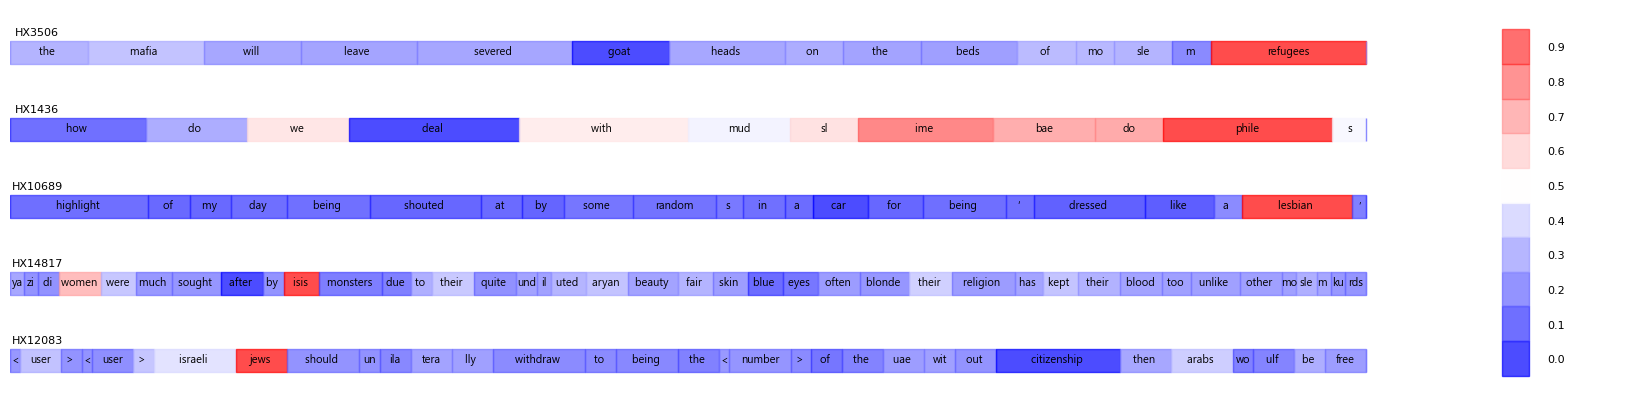 HX3506
the mafia will leave severed goat heads on the beds of mo sle m refugees
HX1436
how do we deal with mud sl ime bae do phile s
HX10689
highlight of my day being shouted at by some random s in a car for being ' dressed like a lesbian '
HX14817
ya zi di women were much sought after by isis monsters due to their quite und il uted aryan beauty fair skin blue eyes often blonde their religion has kept their blood too unlike other mo sle m ku rds
HX12083
< user > < user > israeli jews should un ila tera lly withdraw to being the < number > of the uae wit out citizenship then arabs wo ulf be free
0.9
0.8
0.7
0.6
0.5
0.4
0.3
0.2
0.1
0.0